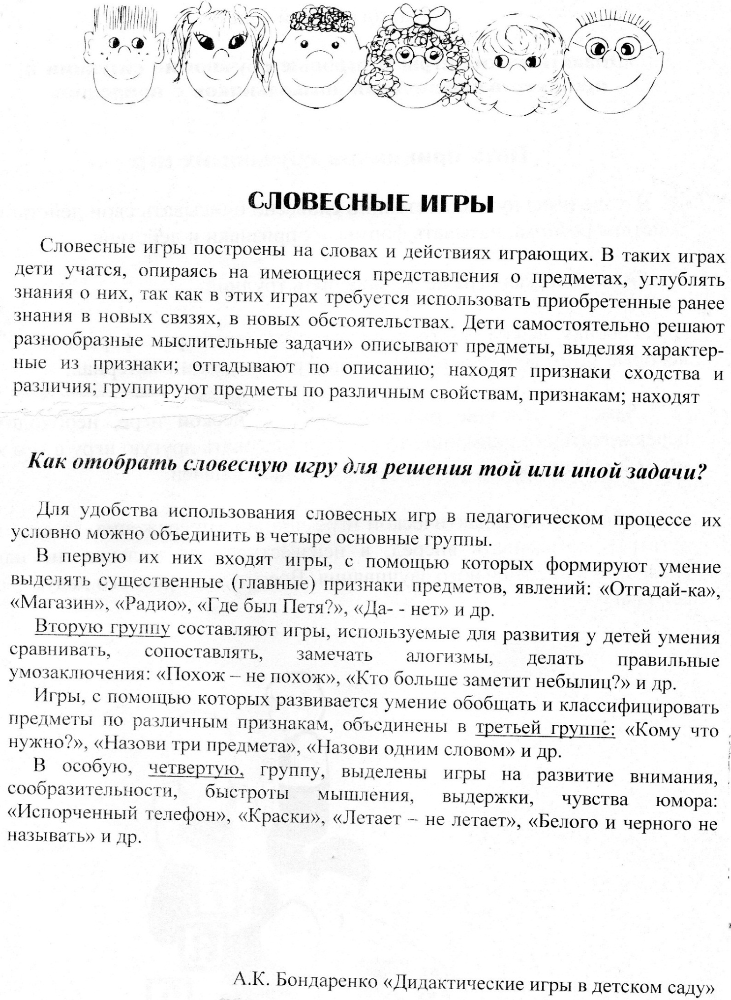 СЛОВЕСНЫЕ ИГРЫ
Словесные игры построены на словах и действиях играющих. В таких играх
дети учатся, опираясь на имеющиеся представления о предметах, углублять
знания о них, так как в этих играх требуется использовать приобретенные ранее
знания в новых связях, в новых обстоятельствах. Дети самостоятельно решают
разнообразные мыслительные задачи» описывают предметы, выделяя характер-
ные из признаки; отгадывают по описанию; находят признаки сходства и
различия; группируют предметы по различным свойствам, признакам; находят
Как отобрать словесную игру для решения той или иной задачи?
Для удобства использования словесных игр в педагогическом процессе их
условно можно объединить в четыре основные группы.
В первую их них входят игры, с помощью которых формируют умение
выделять существенные (главные) признаки предметов, явлений: «Отгадай-ка»,
«Магазин», «Радио», «Где был Петя?», «Да- - нет» и др.
Вторую группу составляют игры, используемые для развития у детей умения
сравнивать, сопоставлять, замечать алогизмы, делать правильные
умозаключения: «Похож – не похож», «Кто больше заметит небылиц?» и др.
Игры, с помощью которых развивается умение обобщать и классифицировать
предметы по различным признакам, объединены в третьей группе: «Кому что
нужно?», «Назови три предмета», «Назови одним словом» и др.
В особую, четвертую, группу, выделены игры на развитие внимания,
сообразительности, быстроты мышления, выдержки, чувства юмора:
«Испорченный телефон», «Краски», «Летает – не летает», «Белого и черного не
называть» и др.
А.К. Бондаренко «Дидактические игры в детском саду»